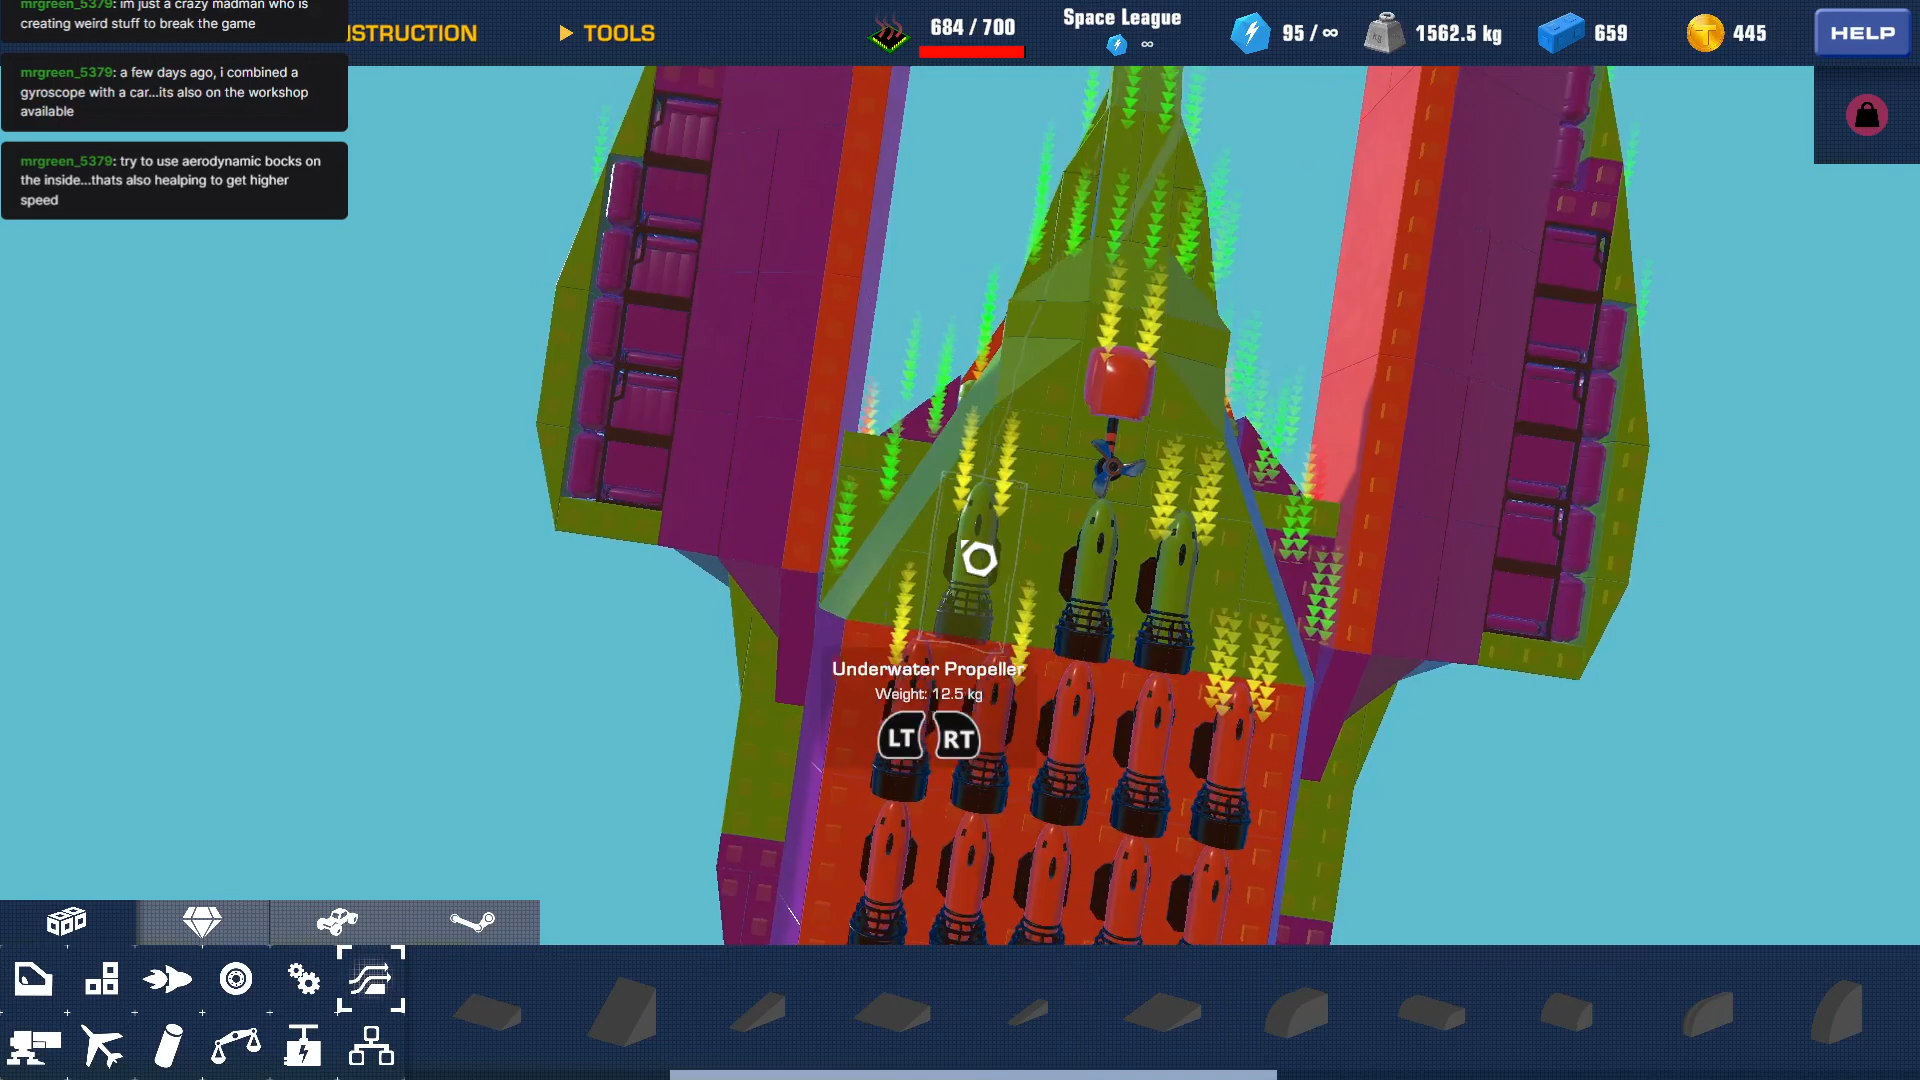 mrgreen_5379: im just a crazy madman who is
creating weird stuff to break the game
mrgreen_5379: a few days ago, i combined a
gyroscope with a car...its also on the workshop
available
mrgreen_5379: try to use aerodynamic bocks on
the inside...thats also healping to get higher
speed
NSTRUCTION
TOOLS
684 / 700
Space League
∞
95 / ∞
kg
1562.5 kg
659
T
445
HELP
Underwater Propeller
Weight: 12.5 kg
LT RT